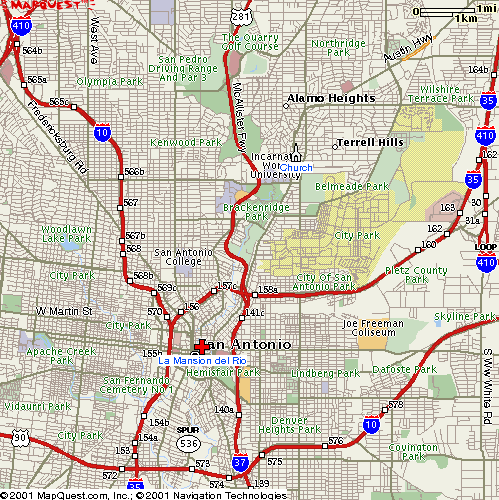 MAPQUEST
410
10
West Ave
281
The Quarry
Golf Course
0
1mi
1km
564b
San Pedro
Driving Range
And Par 3
Northridge
Park
Austin Hwy
565a
Olympia Park
McAllister Fwy
164b
565c
Alamo Heights
Wilshire
Terrace Park
35
Fredericksburg Rd
10
Kenwood Park
Terrell Hills
410
Incarnate
Word
University
Church
162
566b
35
Belmeade Park
30
567
Brackenridge
Park
163
31a
Woodlawn
Lake Park
567b
City Park
160
LOOP
565
San Antonio
College
410
City Park
568b
157c
City Of San
Antonio Park
Pletz County
Park
569c
158a
W Martin St
156
570
141c
Skyline Park
City Park
Joe Freeman
Coliseum
155b
San Antonio
La Mansion del Rio
Apache Creek
Park
Hemisfair Park
Lindberg Park
Dafoste Park
San Fernando
Cemetery No 1
S Ww White Rd
Vidaurri Park
153
140a
578
90
City Park
154a
SPUR
536
Denver
Heights Park
10
154a
576
575
Covington
Park
572
573
574
37
35
139
©2001 MapQuest.com, Inc.; ©2001 Navigation Technologies